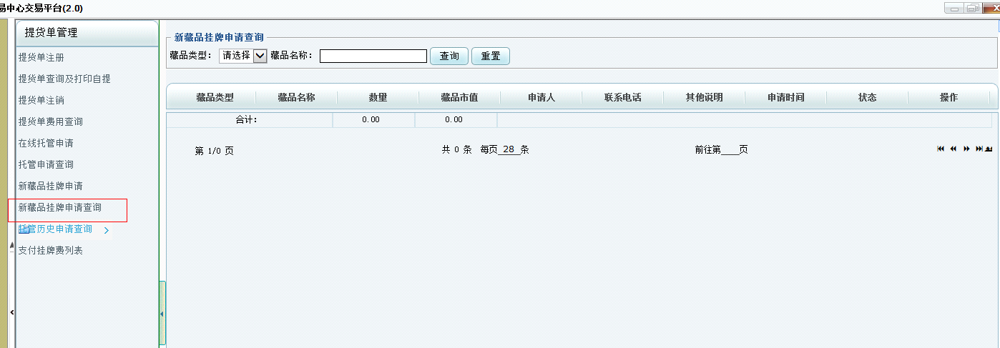 易中心交易平台(2.0)
提货单管理
提货单注册
提货单查询及打印自提
提货单注销
提货单费用查询
在线托管申请
托管申请查询
新藏品挂牌申请
新藏品挂牌申请查询
托管历史申请查询
支付挂牌费列表
新藏品挂牌申请查询
藏品类型： 请选择 藏品名称： 查询 重置
藏品类型 藏品名称 数量 藏品市值 申请人 联系电话 其他说明 申请时间 状态 操作
合计： 0.00 0.00
第 1/0 页 共 0 条 每页 28 条 前往第 页